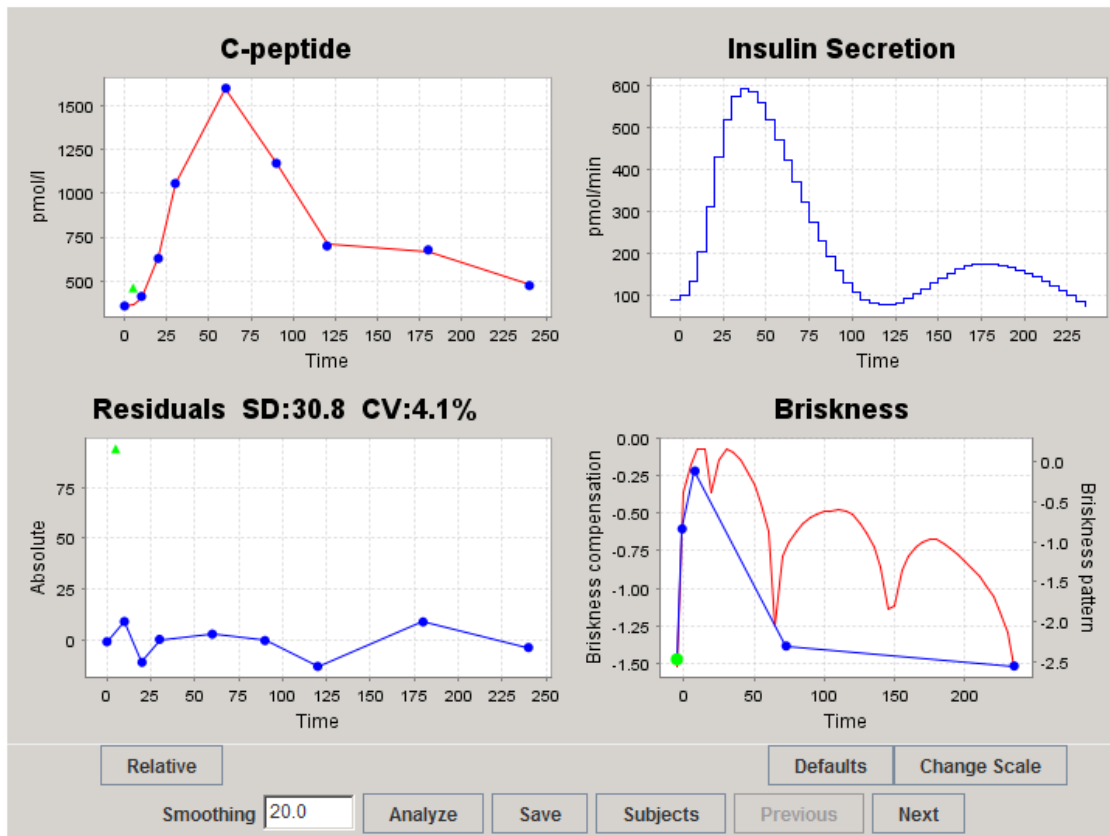 C-peptide
1500
1250
1000
750
500
pmol/l
0 25 50 75 100 125 150 175 200 225 250
Time
Insulin Secretion
600
500
400
300
200
100
pmol/min
0 25 50 75 100 125 150 175 200 225
Time
Residuals SD:30.8 CV:4.1%
75
50
25
0
Absolute
0 25 50 75 100 125 150 175 200 225 250
Time
Briskness
0.00
-0.25
-0.50
-0.75
-1.00
-1.25
-1.50
Briskness compensation
0.0
-0.5
-1.0
-1.5
-2.0
-2.5
Briskness pattern
0 50 100 150 200
Time
Relative Defaults Change Scale
Smoothing 20.0 Analyze Save Subjects Previous Next